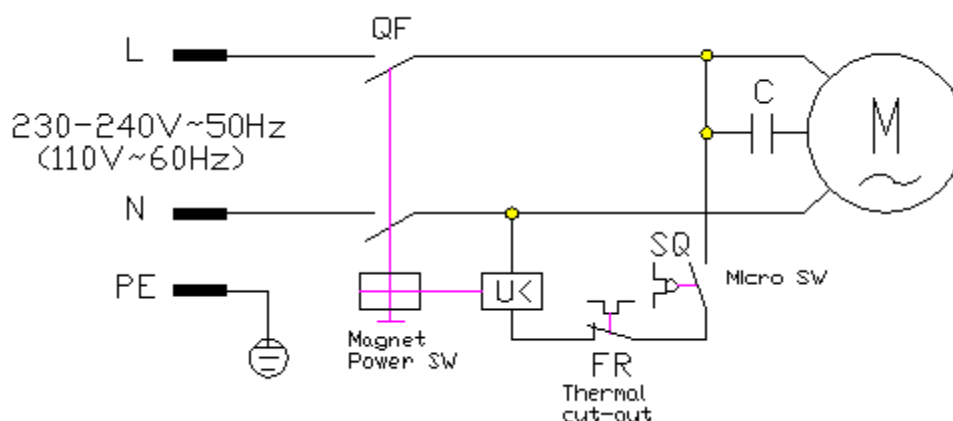 QF
L
C
230-240V~50Hz
(110V~60Hz)
M
N
SQ
PE
U<
Micro SW
Magnet
Power SW
FR
Thermal
cut-out